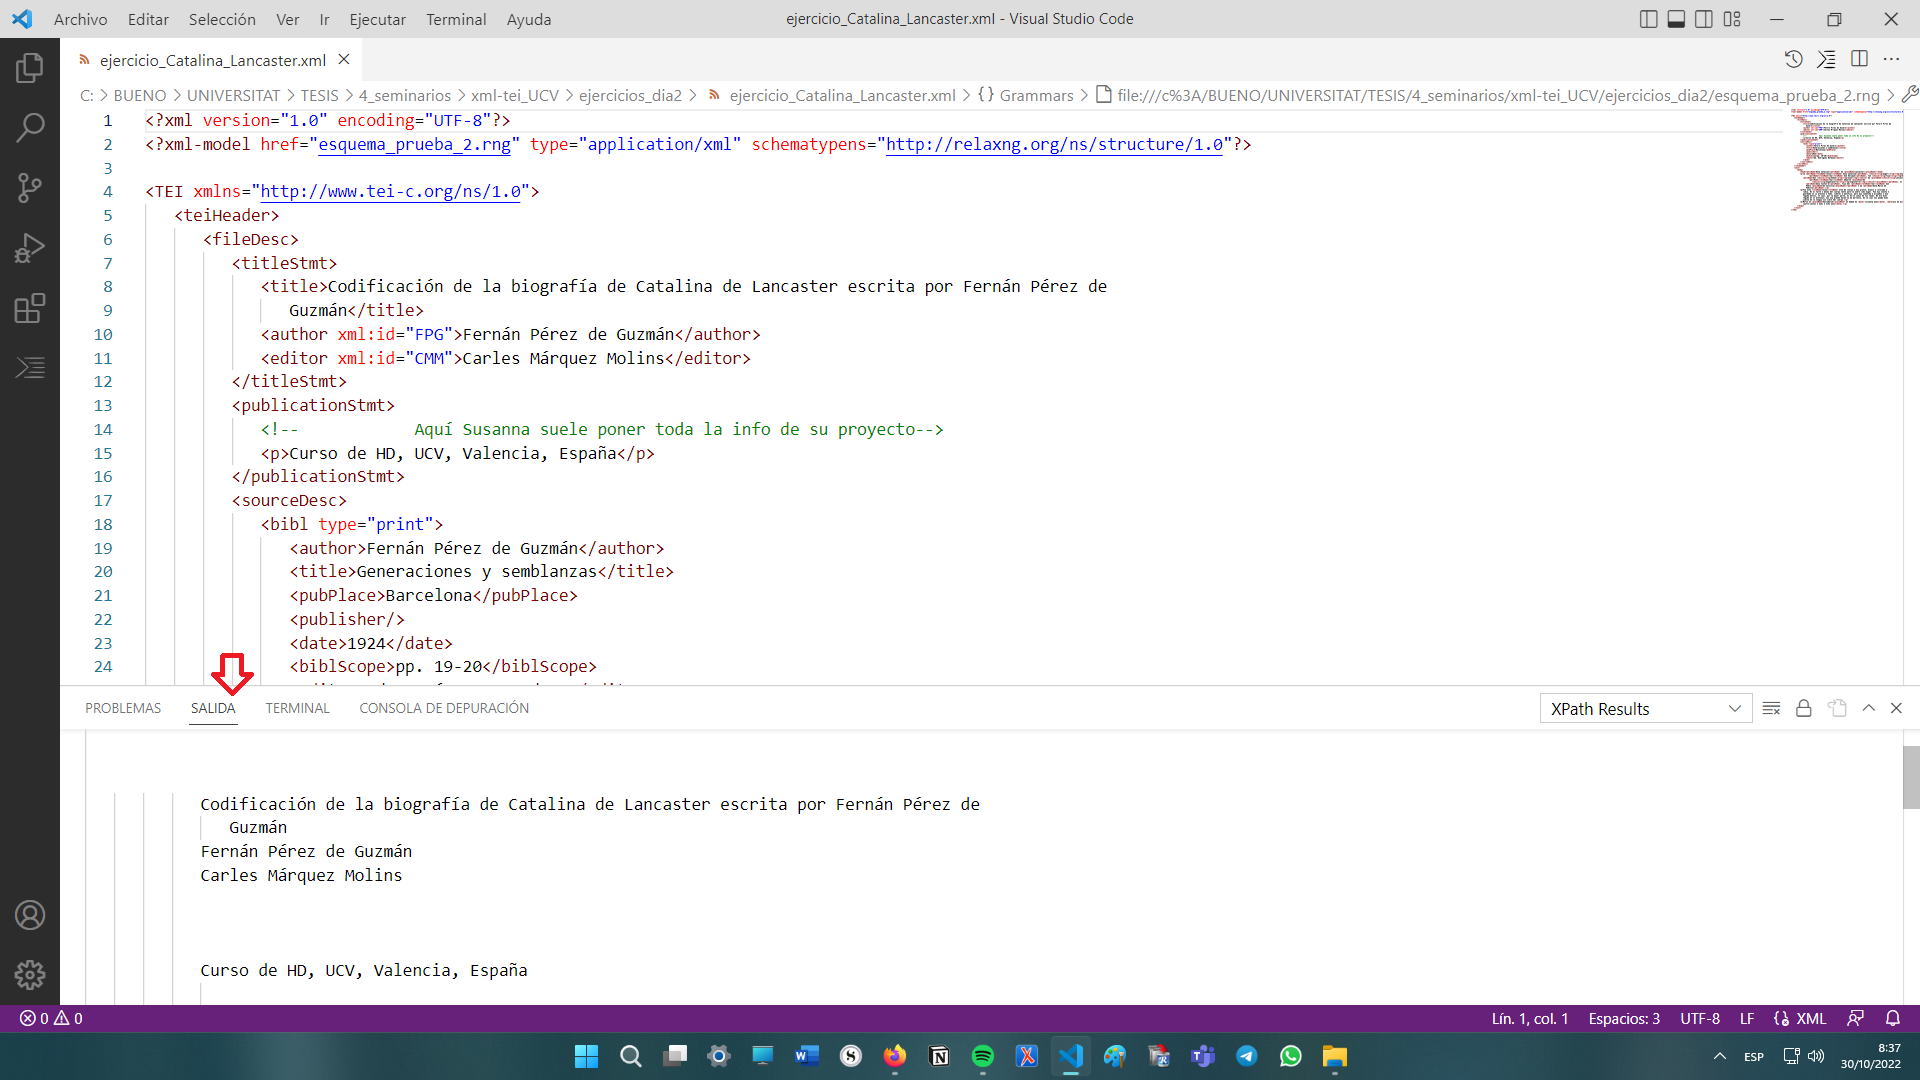 Archivo Editar Selección Ver Ir Ejecutar Terminal Ayuda
ejercicio_Catalina_Lancaster.xml - Visual Studio Code
ejercicio_Catalina_Lancaster.xml
C: > BUENO > UNIVERSITAT > TESIS > 4_seminarios > xml-tei_UCV > ejercicios_dia2 > ejercicio_Catalina_Lancaster.xml > {} Grammars > file:///c%3A/BUENO/UNIVERSITAT/TESIS/4_seminarios/xml-tei_UCV/ejercicios_dia2/esquema_prueba_2.rng >
1 <?xml version="1.0" encoding="UTF-8"?>
2 <?xml-model href="esquema_prueba_2.rng" type="application/xml" schematypens="http://relaxng.org/ns/structure/1.0"?>
3
4 <TEI xmlns="http://www.tei-c.org/ns/1.0">
5 <teiHeader>
6 <fileDesc>
7 <titleStmt>
8 <title>Codificación de la biografía de Catalina de Lancaster escrita por Fernán Pérez de
9 Guzmán</title>
10 <author xml:id="FPG">Fernán Pérez de Guzmán</author>
11 <editor xml:id="CMM">Carles Márquez Molins</editor>
12 </titleStmt>
13 <publicationStmt>
14 <!-- Aquí Susanna suele poner toda la info de su proyecto-->
15 <p>Curso de HD, UCV, Valencia, España</p>
16 </publicationStmt>
17 <sourceDesc>
18 <bibl type="print">
19 <author>Fernán Pérez de Guzmán</author>
20 <title>Generaciones y semblanzas</title>
21 <pubPlace>Barcelona</pubPlace>
22 <publisher/>
23 <date>1924</date>
24 <biblScope>pp. 19-20</biblScope>
PROBLEMAS SALIDA TERMINAL CONSOLA DE DEPURACIÓN
XPath Results
Codificación de la biografía de Catalina de Lancaster escrita por Fernán Pérez de
Guzmán
Fernán Pérez de Guzmán
Carles Márquez Molins
Curso de HD, UCV, Valencia, España
0 0
Lín. 1, col. 1 Espacios: 3 UTF-8 LF XML
ESP
8:37
30/10/2022